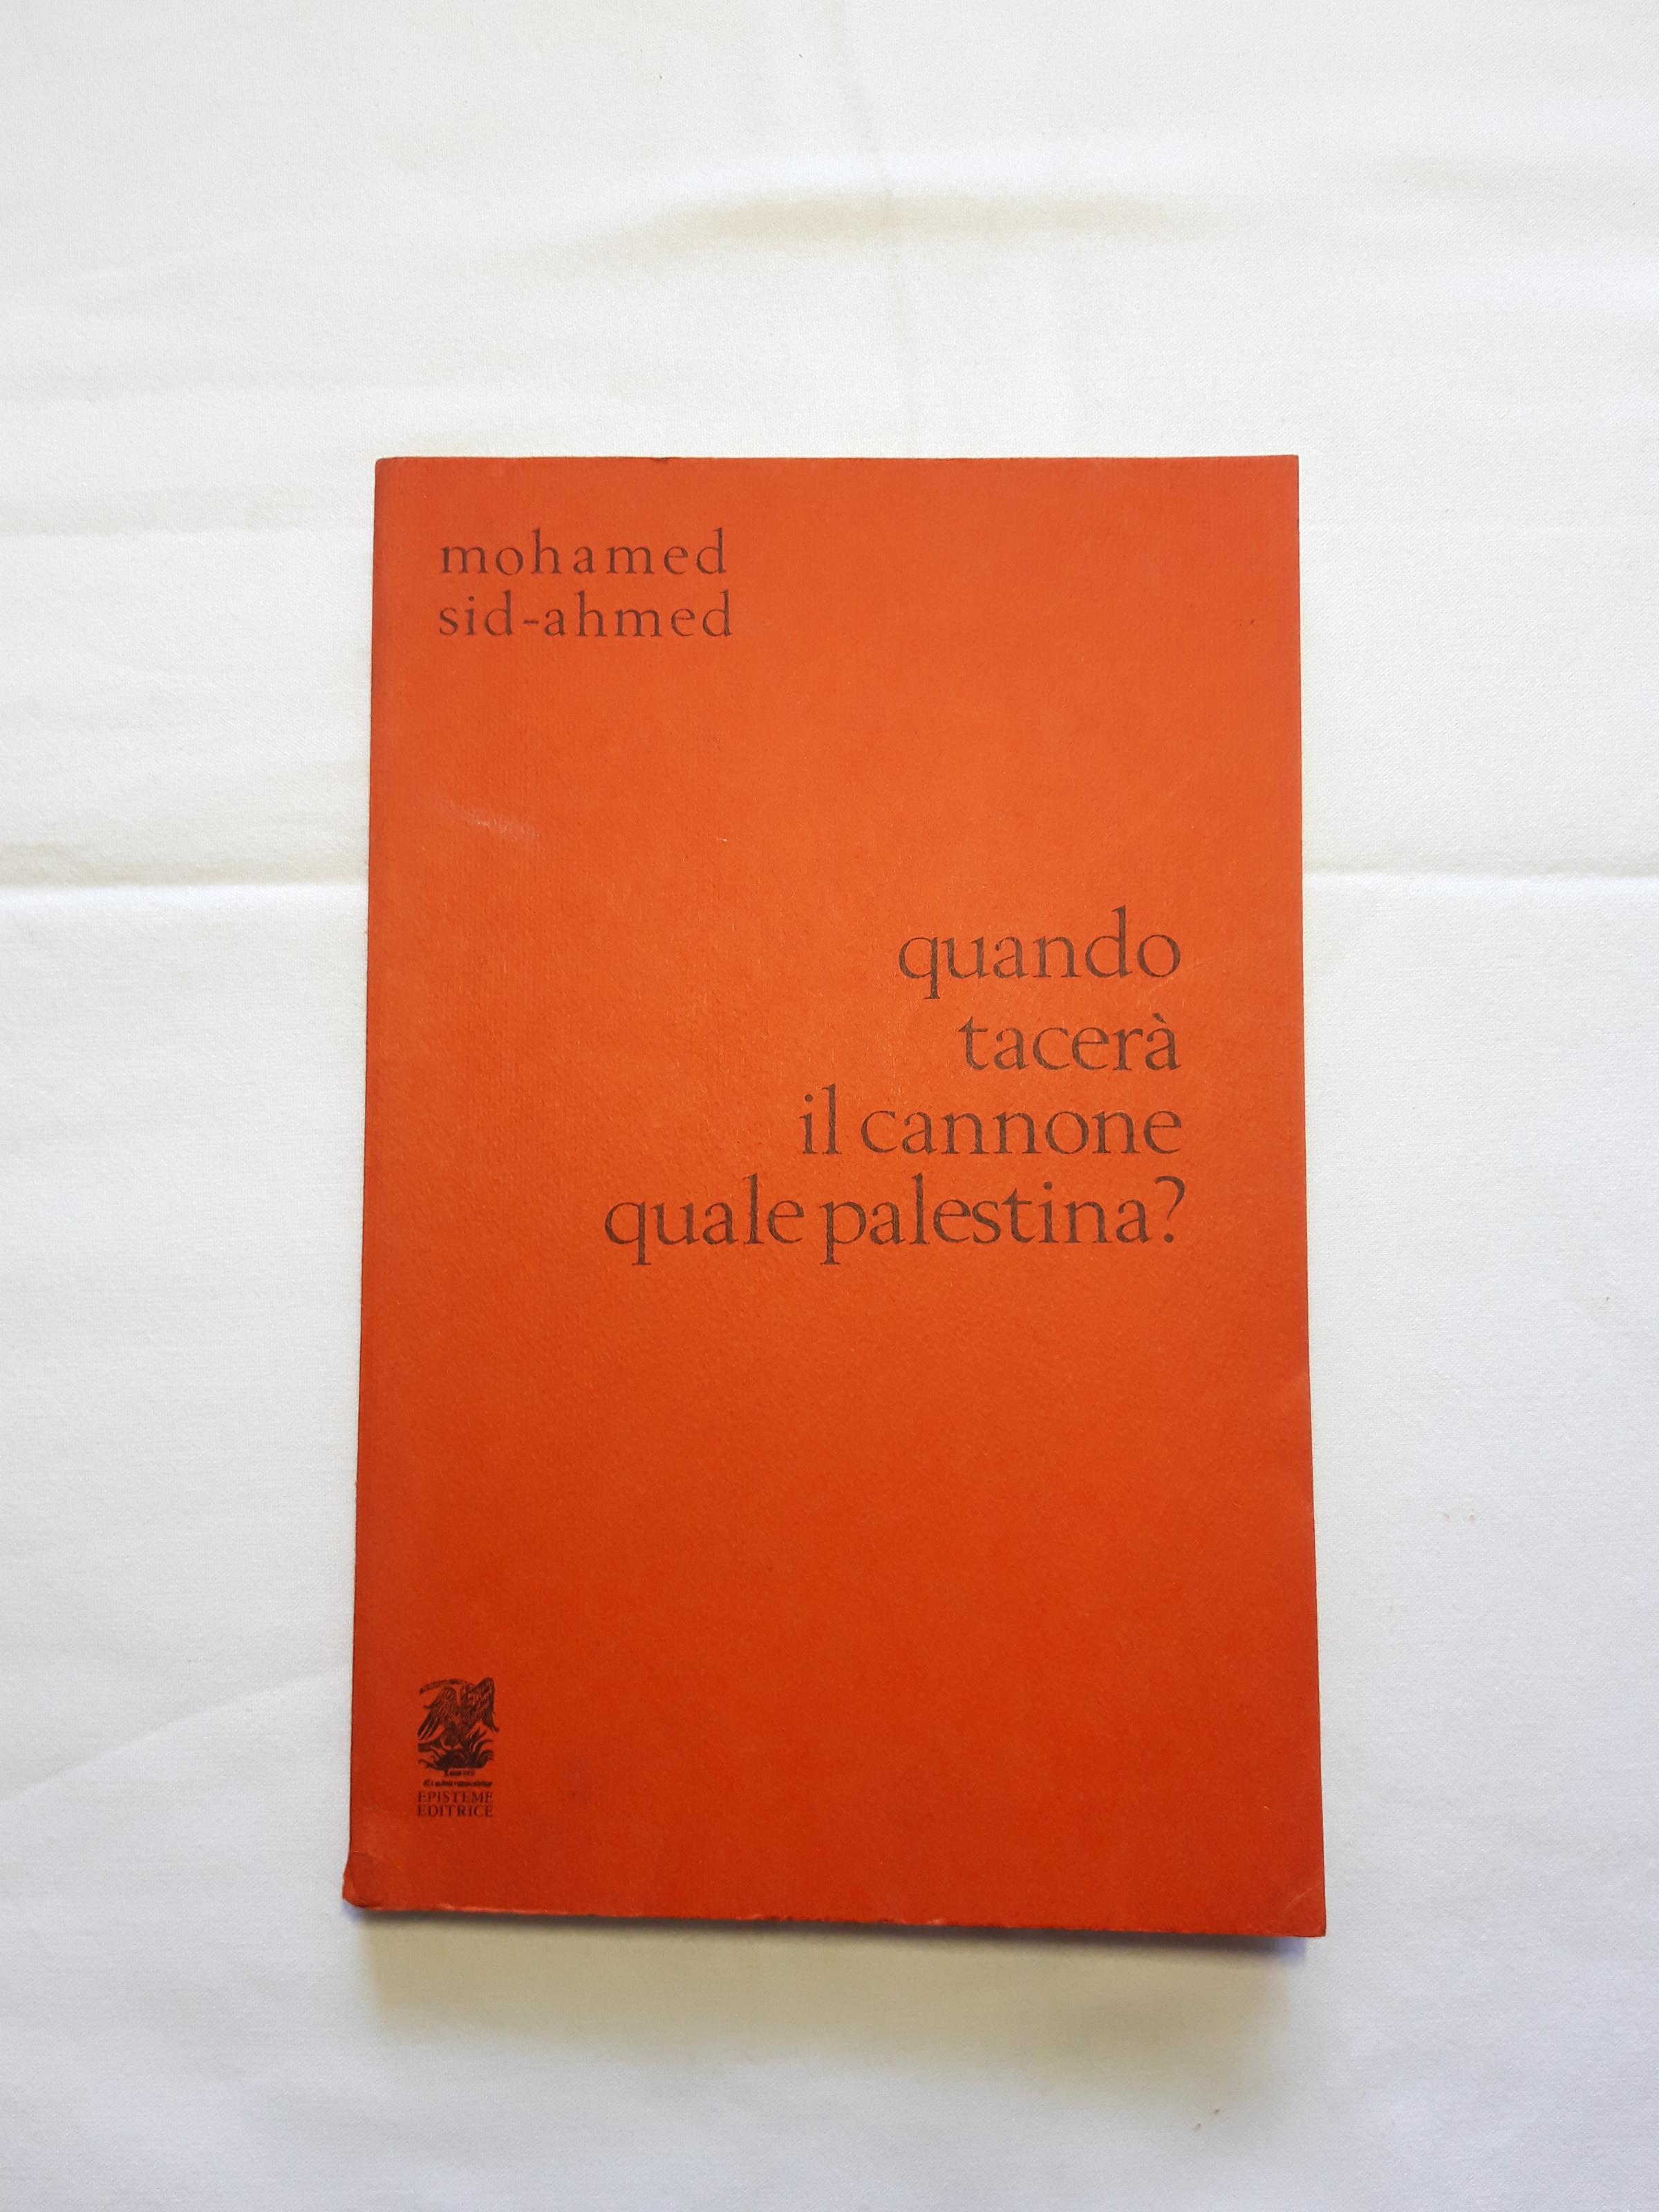 mohamed
sid-ahmed
quando
tacerà
il cannone
quale palestina?
EPISTEME
EDITRICE